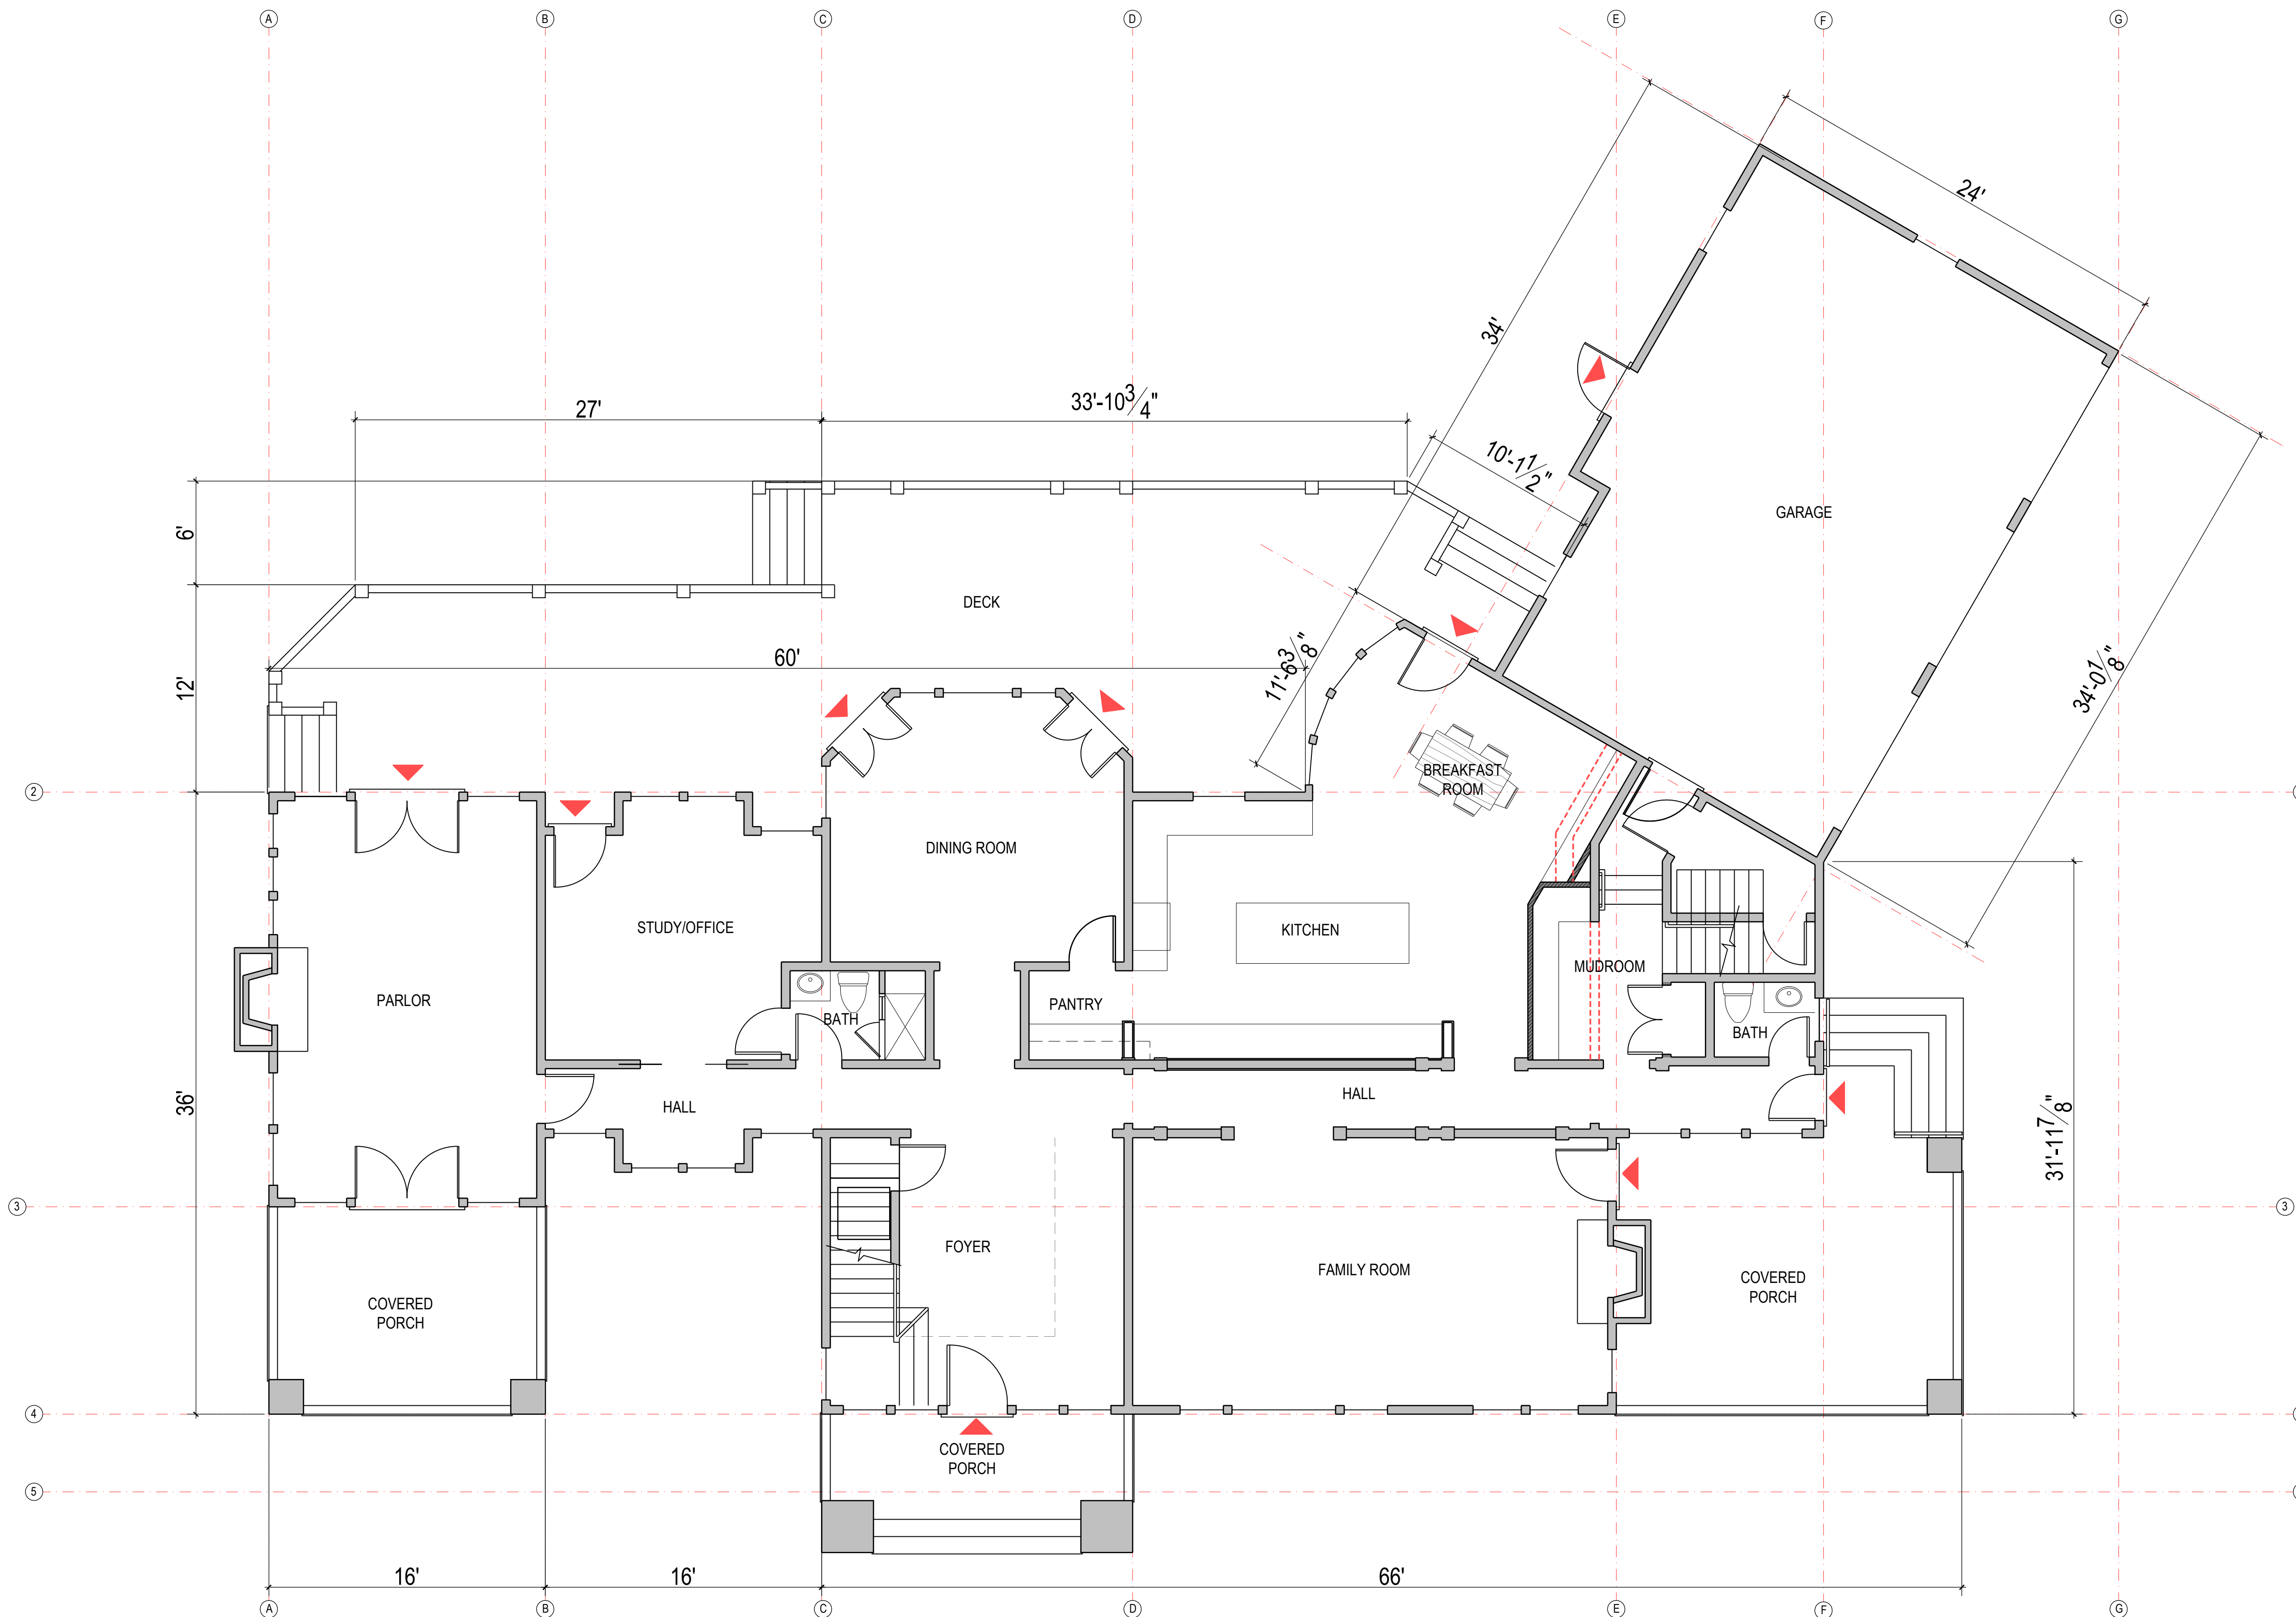 A
B
C
D
E
F
G
24'
34'
27'
33'-10 3/4"
10'-1 1/2"
GARAGE
6'
DECK
60'
11'-6 3/8"
34'-0 1/8"
12'
BREAKFAST
ROOM
2
DINING ROOM
STUDY/OFFICE
KITCHEN
MUDROOM
PARLOR
PANTRY
BATH
BATH
HALL
HALL
36'
31'-11 7/8"
3
3
FOYER
FAMILY ROOM
COVERED
PORCH
COVERED
PORCH
4
COVERED
PORCH
5
16'
16'
66'
A
B
C
D
E
F
G